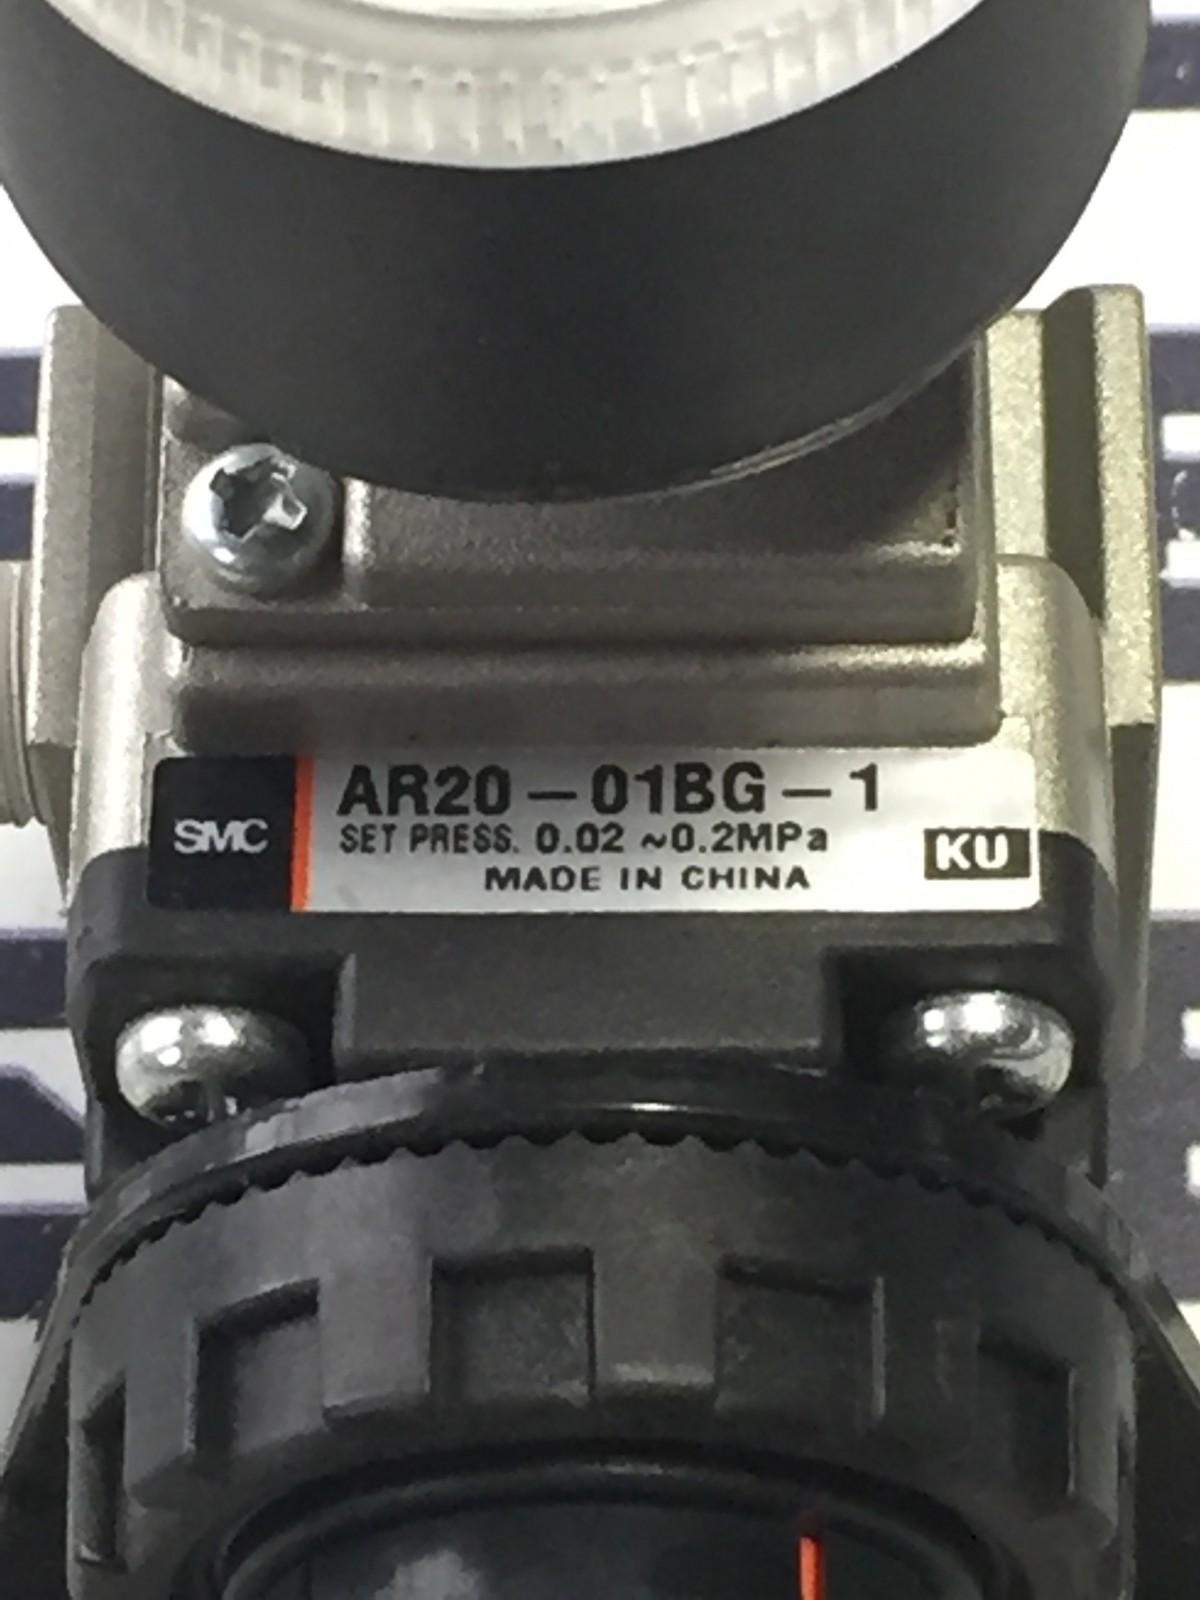 SMC
AR20-01BG-1
SET PRESS. 0.02 ~0.2MPa
MADE IN CHINA
KU